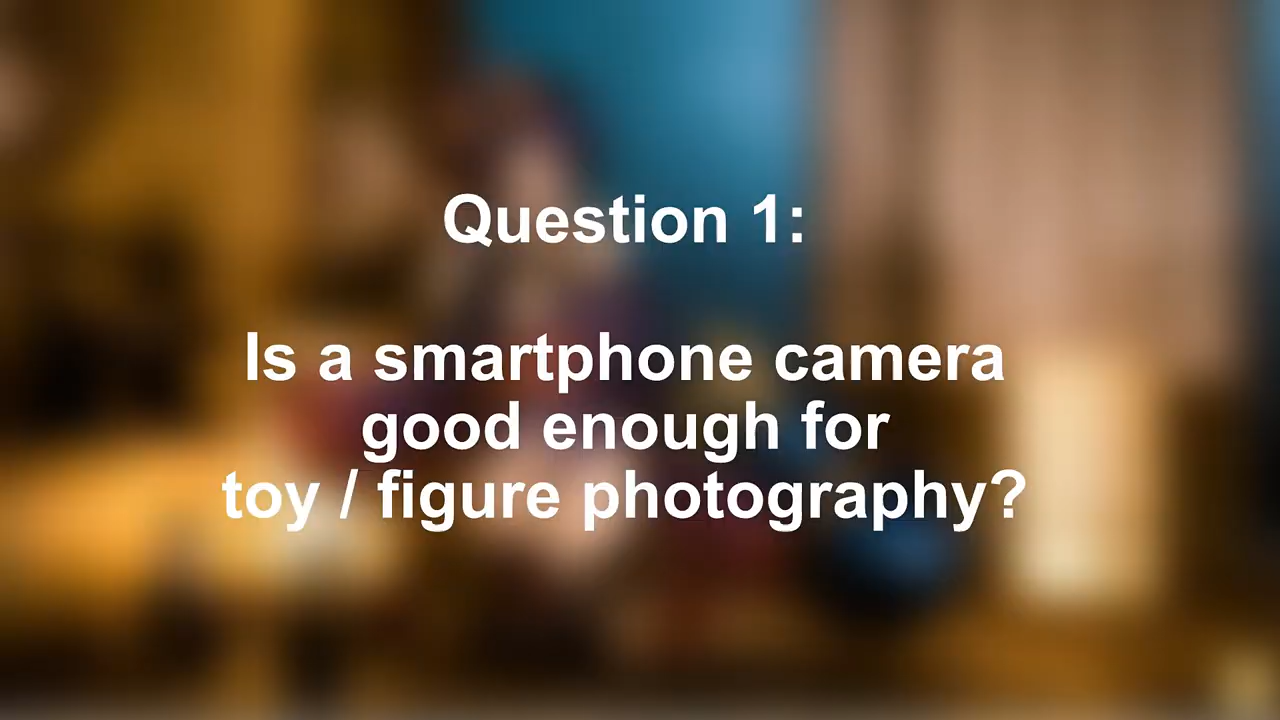 Question 1:
Is a smartphone camera
good enough for
toy / figure photography?